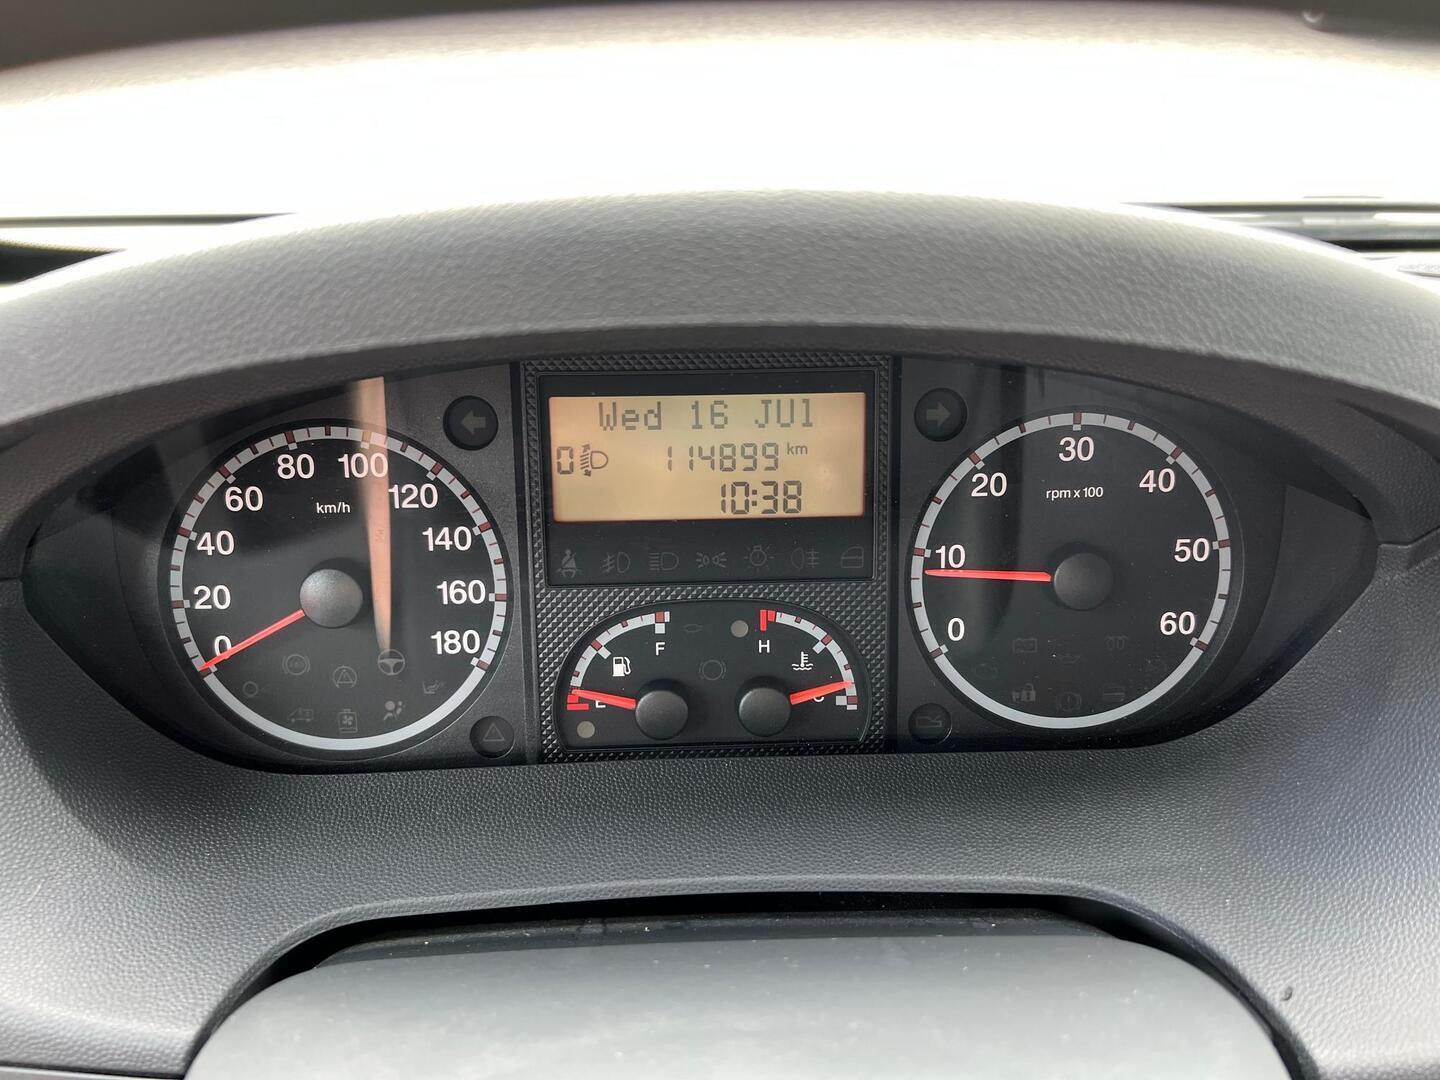 Wed 16 JUl
0 114899 km
10:38
0 20 40 60 80 100 120 140 160 180
km/h
0 10 20 30 40 50 60
rpm x 100
E F
H C